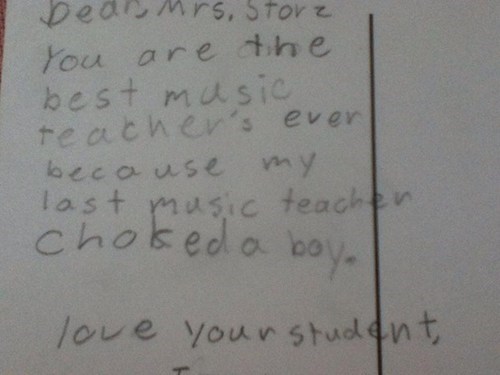 Dear, Mrs. Storz
You are the
best music
teacher's ever
because my
last music teacher
choked a boy.
love your student,